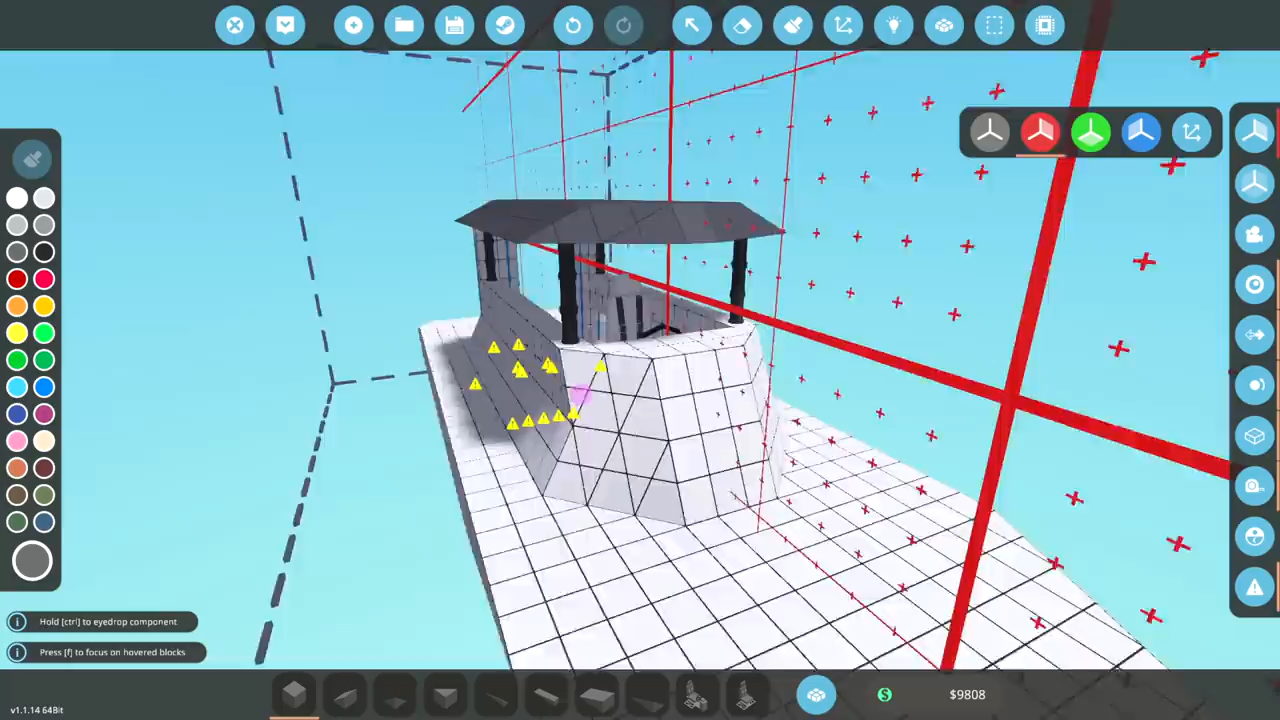 Hold [ctrl] to eyedrop component
Press [f] to focus on hovered blocks
v1.1.14 64Bit
$
$9808